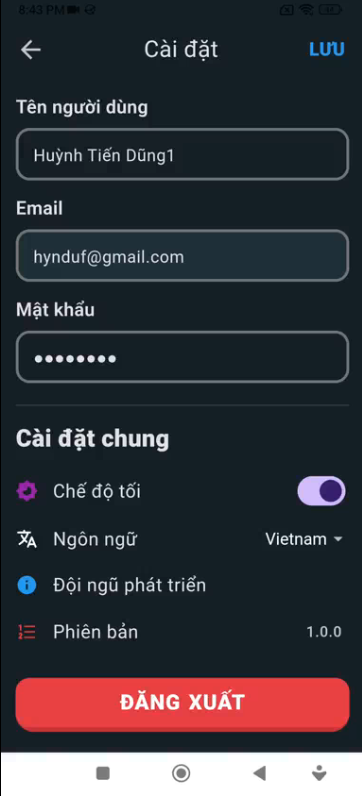 8:43 PM
Cài đặt
LƯU
Tên người dùng
Huỳnh Tiến Dũng1
Email
hynduf@gmail.com
Mật khẩu
Cài đặt chung
Chế độ tối
Ngôn ngữ
Vietnam
Đội ngũ phát triển
Phiên bản
1.0.0
ĐĂNG XUẤT